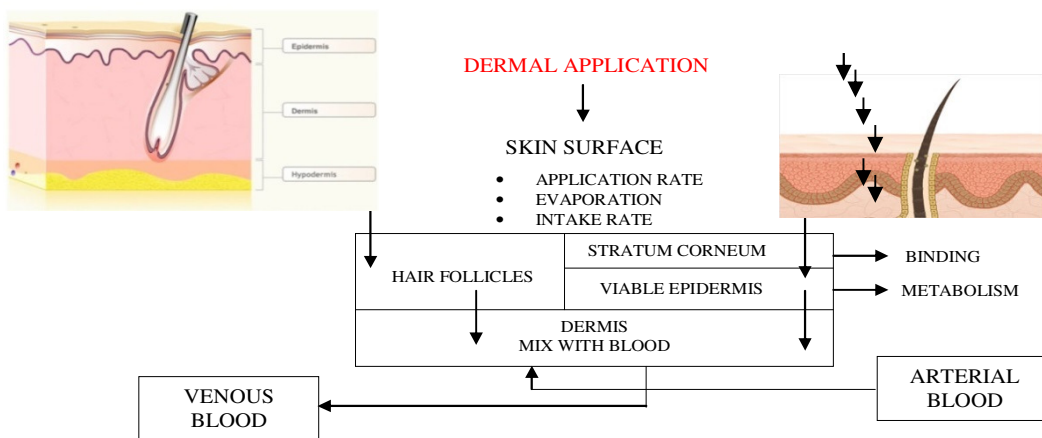 Epidermis
Dermis
Hypodermis
DERMAL APPLICATION
SKIN SURFACE
• APPLICATION RATE
• EVAPORATION
• INTAKE RATE
HAIR FOLLICLES
STRATUM CORNEUM
BINDING
VIABLE EPIDERMIS
METABOLISM
DERMIS
MIX WITH BLOOD
VENOUS
BLOOD
ARTERIAL
BLOOD